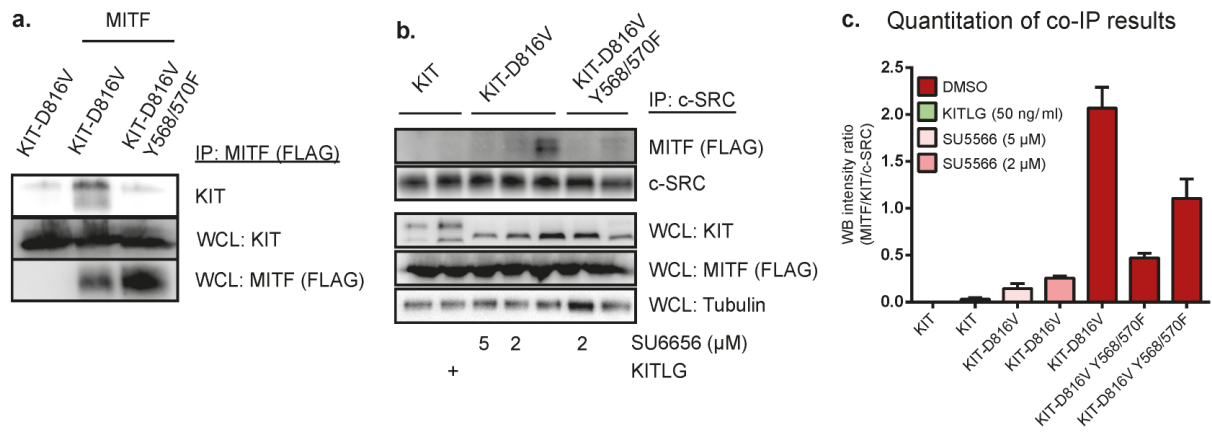 a.
MITF
KIT-D816V
KIT-D816V
KIT-D816V
Y568/570F
IP: MITF (FLAG)
KIT
WCL: KIT
WCL: MITF (FLAG)
b.
KIT
KIT-D816V
KIT-D816V
Y568/570F
IP: c-SRC
MITF (FLAG)
c-SRC
WCL: KIT
WCL: MITF (FLAG)
WCL: Tubulin
5 2 2 SU6656 (μM)
+ KITLG
c. Quantitation of co-IP results
WB intensity ratio
(MITF/KIT/c-SRC)
2.5
2.0
1.5
1.0
0.5
0.0
DMSO
KITLG (50 ng/ml)
SU5566 (5 μM)
SU5566 (2 μM)
KIT
KIT
KIT-D816V
KIT-D816V
KIT-D816V
KIT-D816V Y568/570F
KIT-D816V Y568/570F